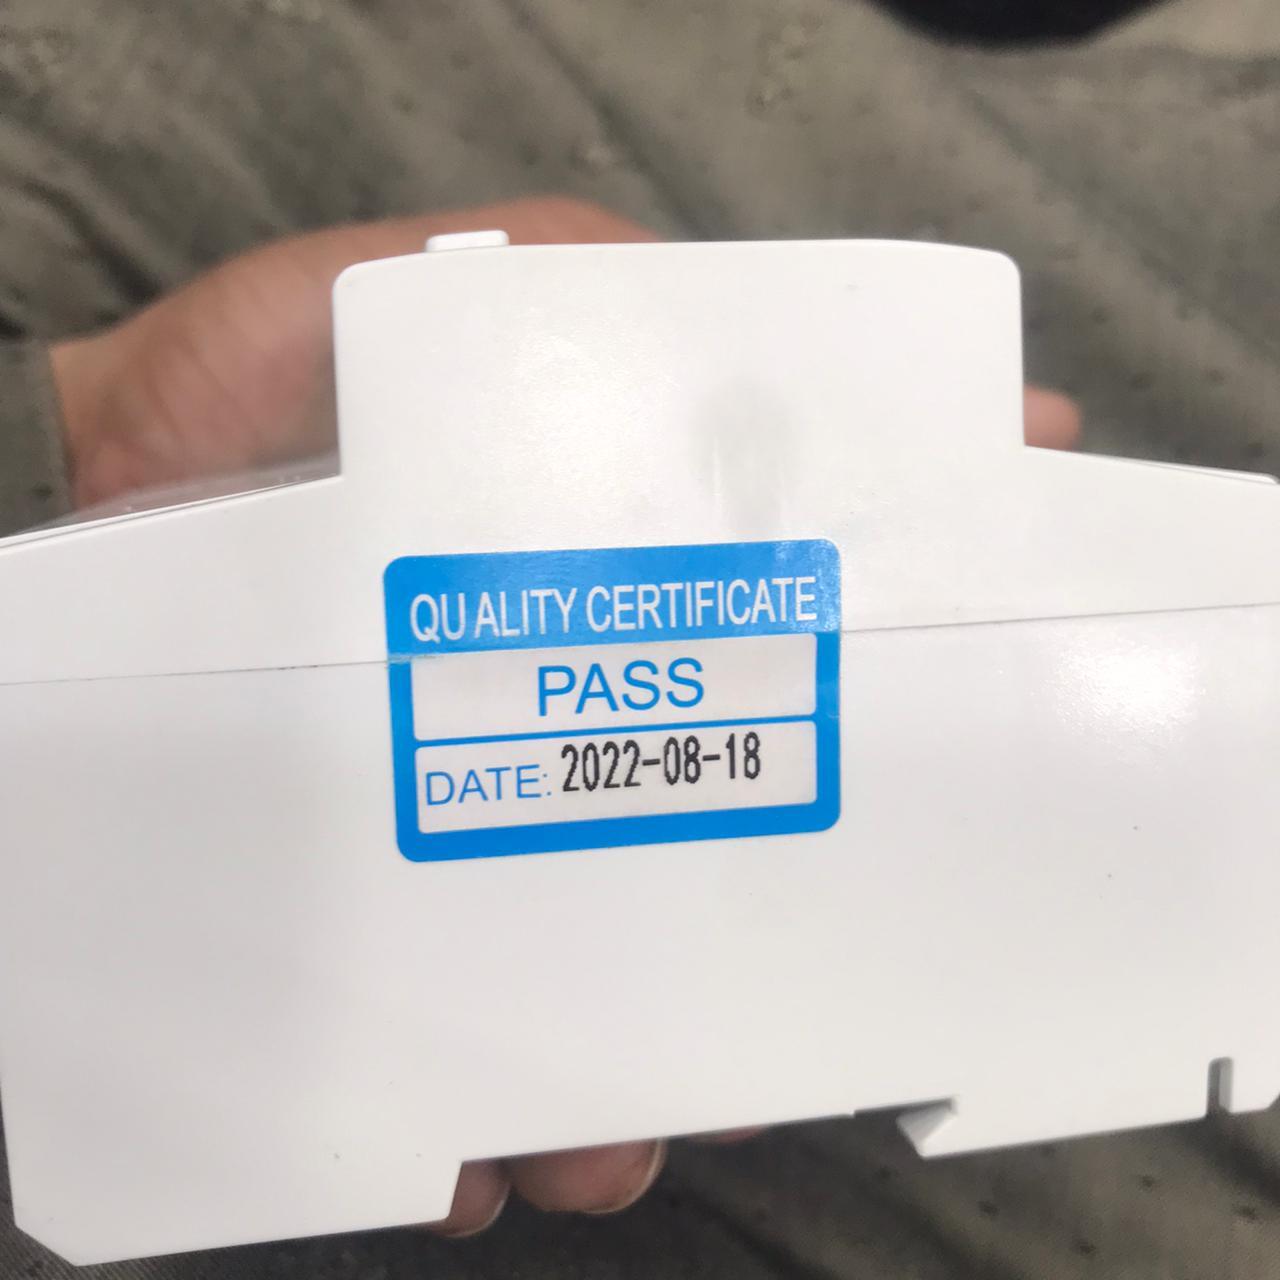 QU ALITY CERTIFICATE
PASS
DATE: 2022-08-18